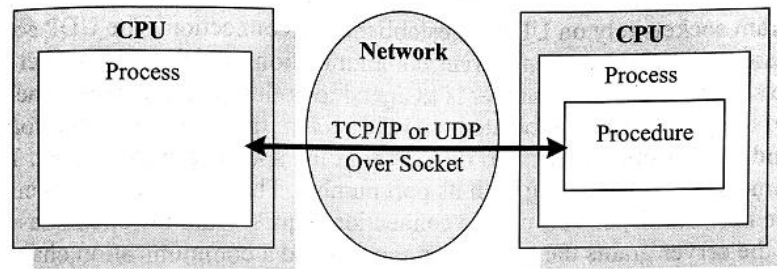 CPU
Process
Network
TCP/IP or UDP
Over Socket
CPU
Process
Procedure